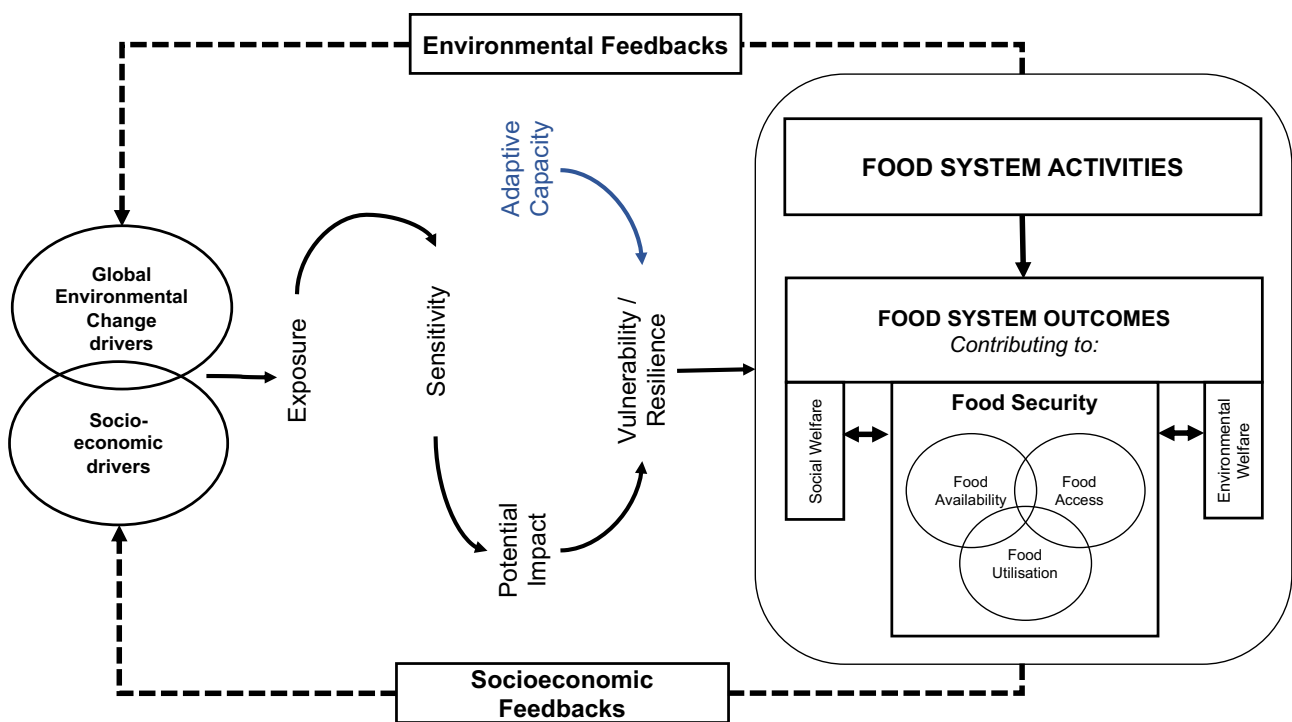 Environmental Feedbacks
Global
Environmental
Change
drivers
Socio-
economic
drivers
Exposure
Sensitivity
Adaptive
Capacity
Potential
Impact
Vulnerability /
Resilience
FOOD SYSTEM ACTIVITIES
FOOD SYSTEM OUTCOMES
Contributing to:
Social Welfare
Food Security
Food
Availability
Food
Access
Food
Utilisation
Environmental
Welfare
Socioeconomic
Feedbacks